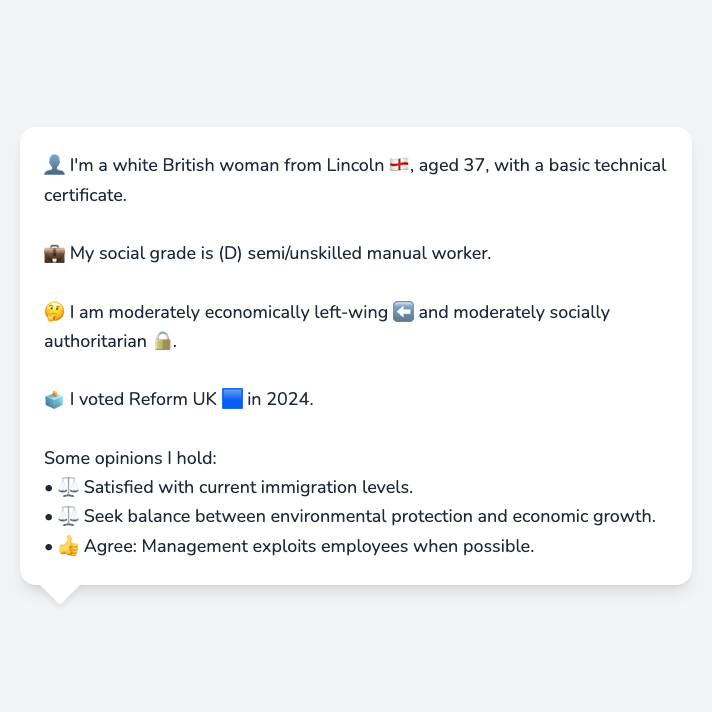 👤 I'm a white British woman from Lincoln 🏴󠁧󠁢󠁥󠁮󠁧󠁿, aged 37, with a basic technical
certificate.
💼 My social grade is (D) semi/unskilled manual worker.
🤔 I am moderately economically left-wing ⬅️ and moderately socially
authoritarian 🔒.
🗳️ I voted Reform UK 🟦 in 2024.
Some opinions I hold:
• ⚖️ Satisfied with current immigration levels.
• ⚖️ Seek balance between environmental protection and economic growth.
• 👍 Agree: Management exploits employees when possible.